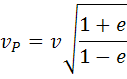 v_P = v√((1 + e)/(1 − e))